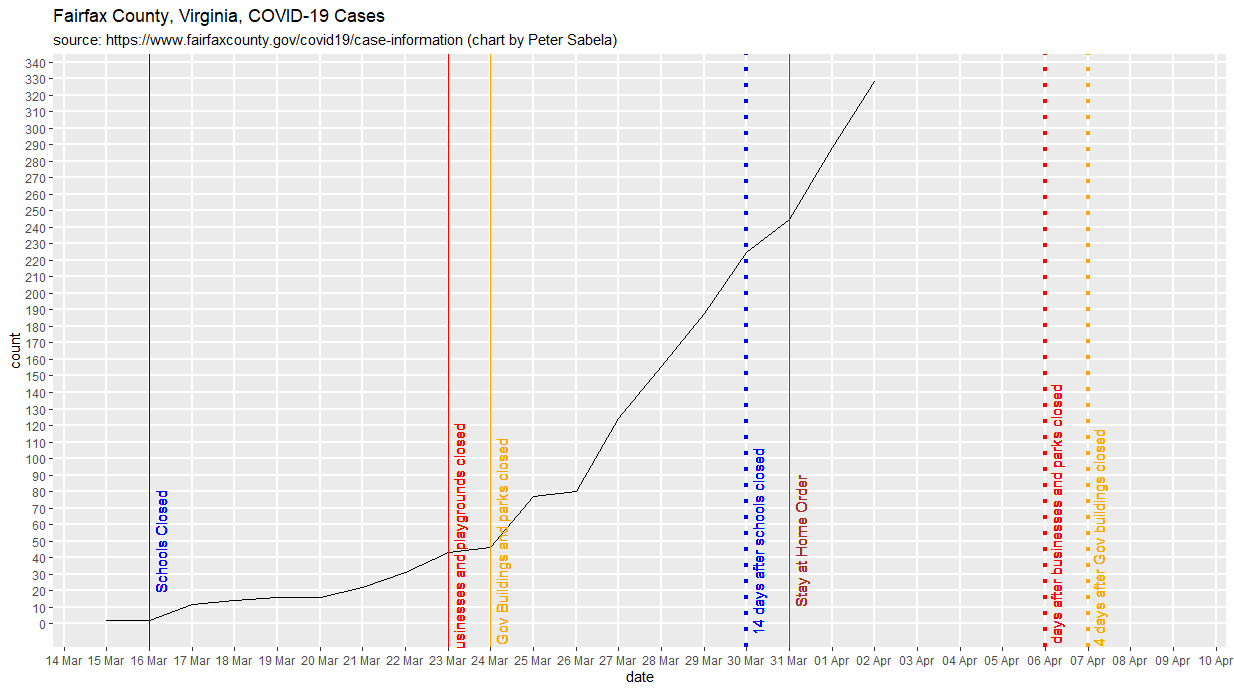 Fairfax County, Virginia, COVID-19 Cases
source: https://www.fairfaxcounty.gov/covid19/case-information (chart by Peter Sabela)
340
330
320
310
300
290
280
270
260
250
240
230
220
210
200
190
180
170
160
150
140
130
120
110
100
90
80
70
60
50
40
30
20
10
0
count
Schools Closed
usinesses and playgrounds closed
Gov Buildings and parks closed
14 days after schools closed
Stay at Home Order
days after businesses and parks closed
4 days after Gov buildings closed
14 Mar 15 Mar 16 Mar 17 Mar 18 Mar 19 Mar 20 Mar 21 Mar 22 Mar 23 Mar 24 Mar 25 Mar 26 Mar 27 Mar 28 Mar 29 Mar 30 Mar 31 Mar 01 Apr 02 Apr 03 Apr 04 Apr 05 Apr 06 Apr 07 Apr 08 Apr 09 Apr 10 Apr
date